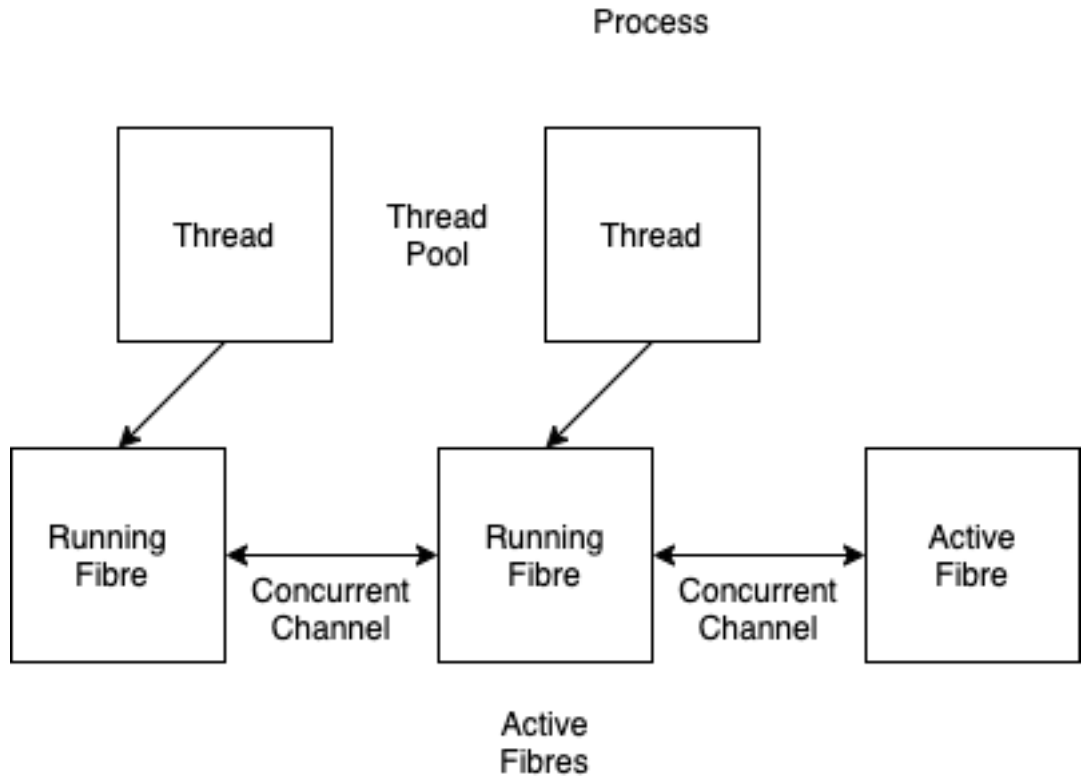 Process
Thread
Thread
Pool
Thread
Running
Fibre
Concurrent
Channel
Running
Fibre
Concurrent
Channel
Active
Fibre
Active
Fibres